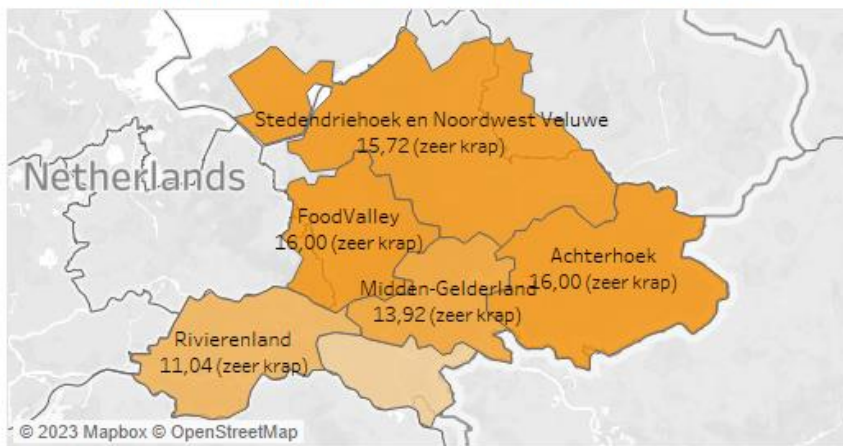 Stedendriehoek en Noordwest Veluwe
15,72 (zeer krap)
Netherlands
FoodValley
16,00 (zeer krap)
Achterhoek
16,00 (zeer krap)
Midden-Gelderland
13,92 (zeer krap)
Rivierenland
11,04 (zeer krap)
© 2023 Mapbox © OpenStreetMap